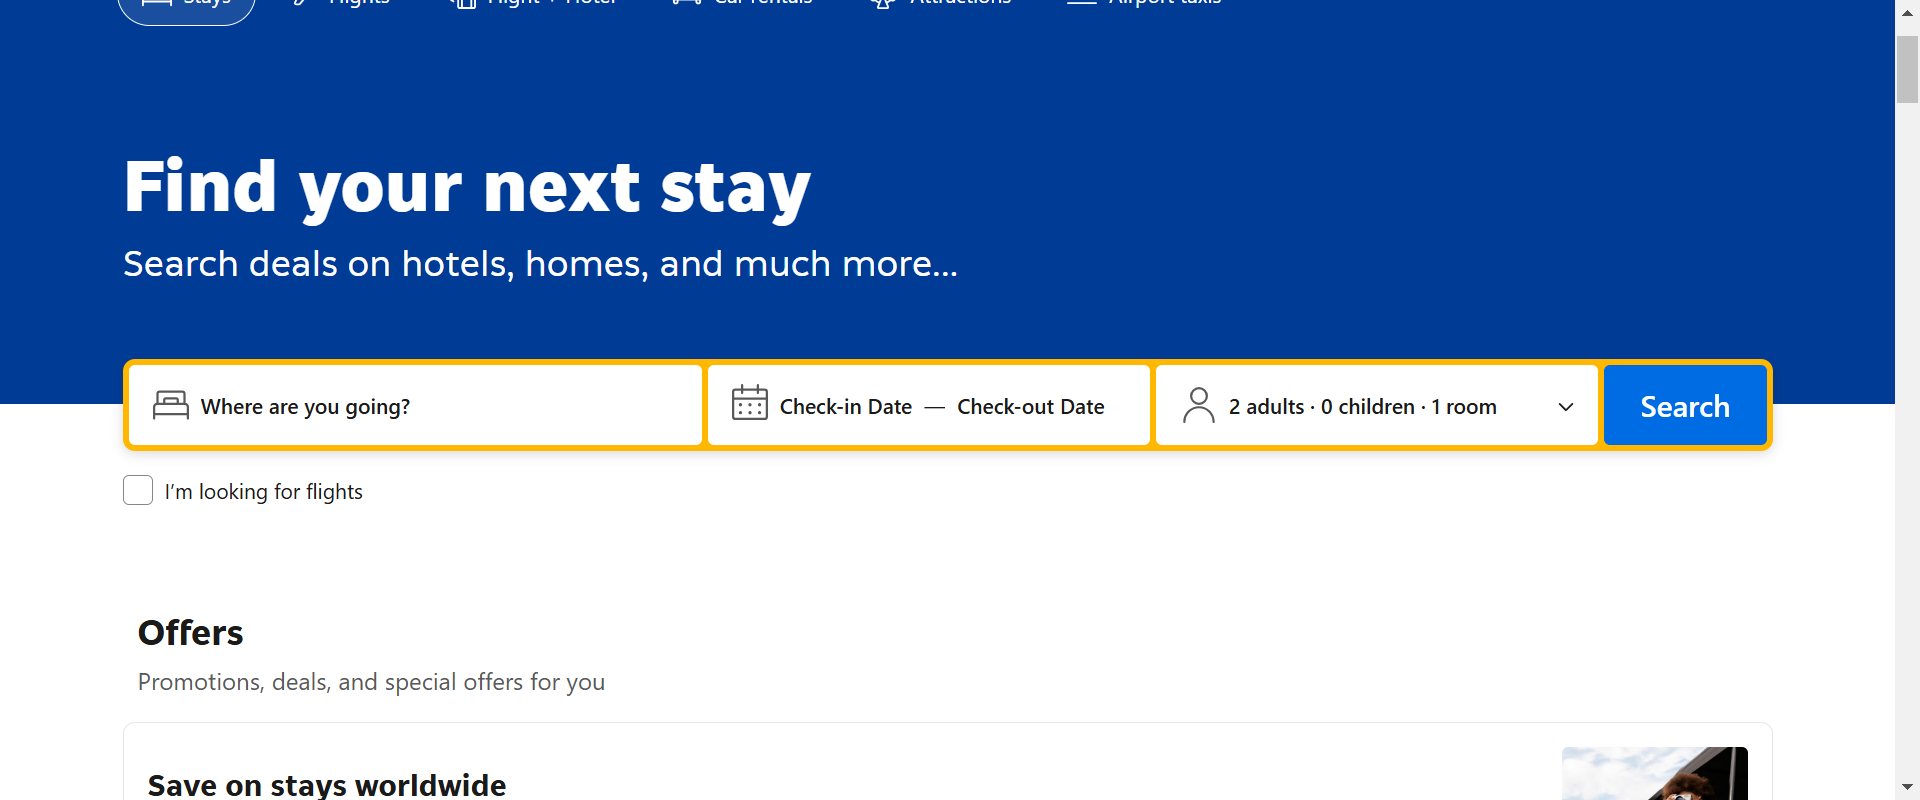 Stays Flights Flight + Hotel Car rentals Attractions Airport taxis
Find your next stay
Search deals on hotels, homes, and much more...
Where are you going? Check-in Date — Check-out Date 2 adults · 0 children · 1 room Search
I'm looking for flights
Offers
Promotions, deals, and special offers for you
Save on stays worldwide